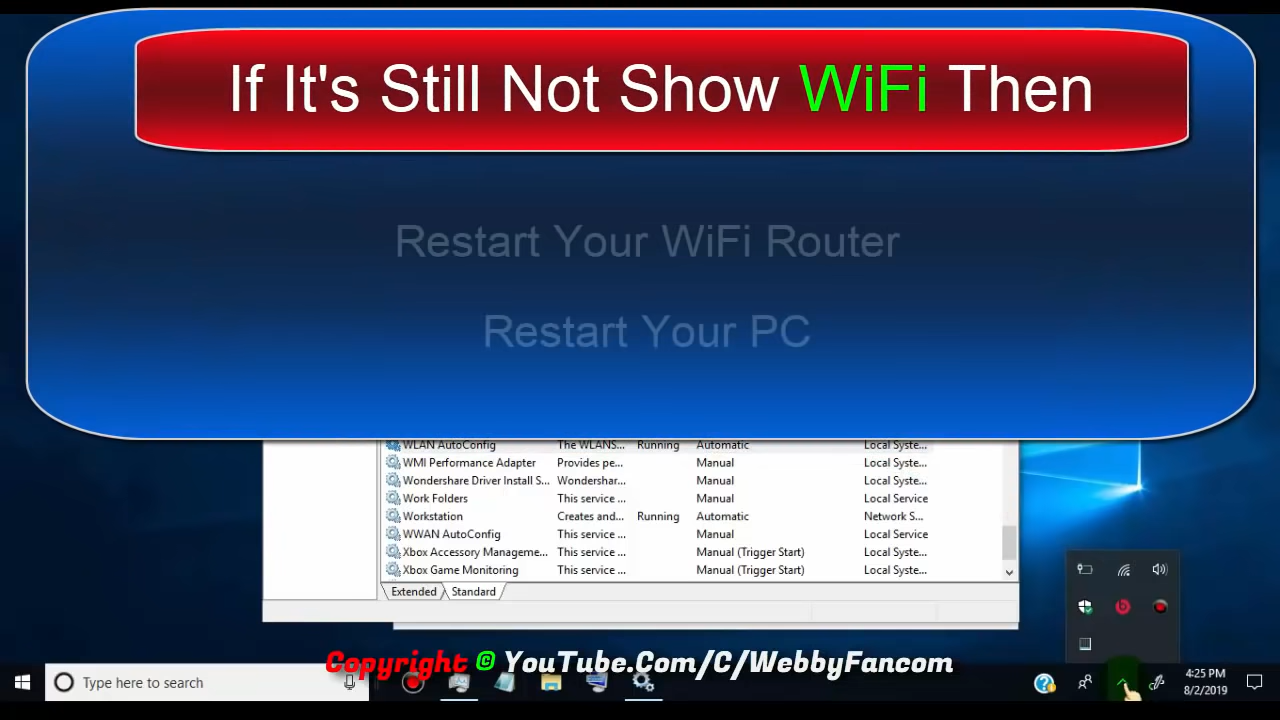 If It's Still Not Show WiFi Then
Restart Your WiFi Router
Restart Your PC
WLAN AutoConfig The WLANS... Running Automatic Local Syste...
WMI Performance Adapter Provides pe... Manual Local Syste...
Wondershare Driver Install S... Wondershar... Manual Local Syste...
Work Folders This service ... Manual Local Service
Workstation Creates and... Running Automatic Network S...
WWAN AutoConfig This service ... Manual Local Service
Xbox Accessory Manageme... This service ... Manual (Trigger Start) Local Syste...
Xbox Game Monitoring This service ... Manual (Trigger Start) Local Syste...
Extended Standard
Copyright © YouTube.Com/C/WebbyFancom
Type here to search
4:25 PM
8/2/2019